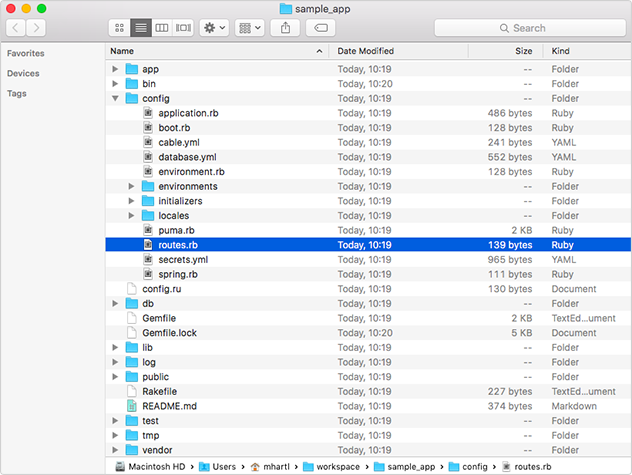 sample_app
Search
Favorites
Devices
Tags
Name Date Modified Size Kind
app Today, 10:19 -- Folder
bin Today, 10:20 -- Folder
config Today, 10:19 -- Folder
application.rb Today, 10:19 486 bytes Ruby
boot.rb Today, 10:19 128 bytes Ruby
cable.yml Today, 10:19 241 bytes YAML
database.yml Today, 10:19 552 bytes YAML
environment.rb Today, 10:19 128 bytes Ruby
environments Today, 10:19 -- Folder
initializers Today, 10:19 -- Folder
locales Today, 10:19 -- Folder
puma.rb Today, 10:19 2 KB Ruby
routes.rb Today, 10:19 139 bytes Ruby
secrets.yml Today, 10:19 965 bytes YAML
spring.rb Today, 10:19 111 bytes Ruby
config.ru Today, 10:19 130 bytes Document
db Today, 10:19 -- Folder
Gemfile Today, 10:19 2 KB TextEd...ument
Gemfile.lock Today, 10:20 5 KB Document
lib Today, 10:19 -- Folder
log Today, 10:19 -- Folder
public Today, 10:19 -- Folder
Rakefile Today, 10:19 227 bytes TextEd...ument
README.md Today, 10:19 374 bytes Markdown
test Today, 10:19 -- Folder
tmp Today, 10:19 -- Folder
vendor Today, 10:19 -- Folder
Macintosh HD Users mhartl workspace sample_app config routes.rb